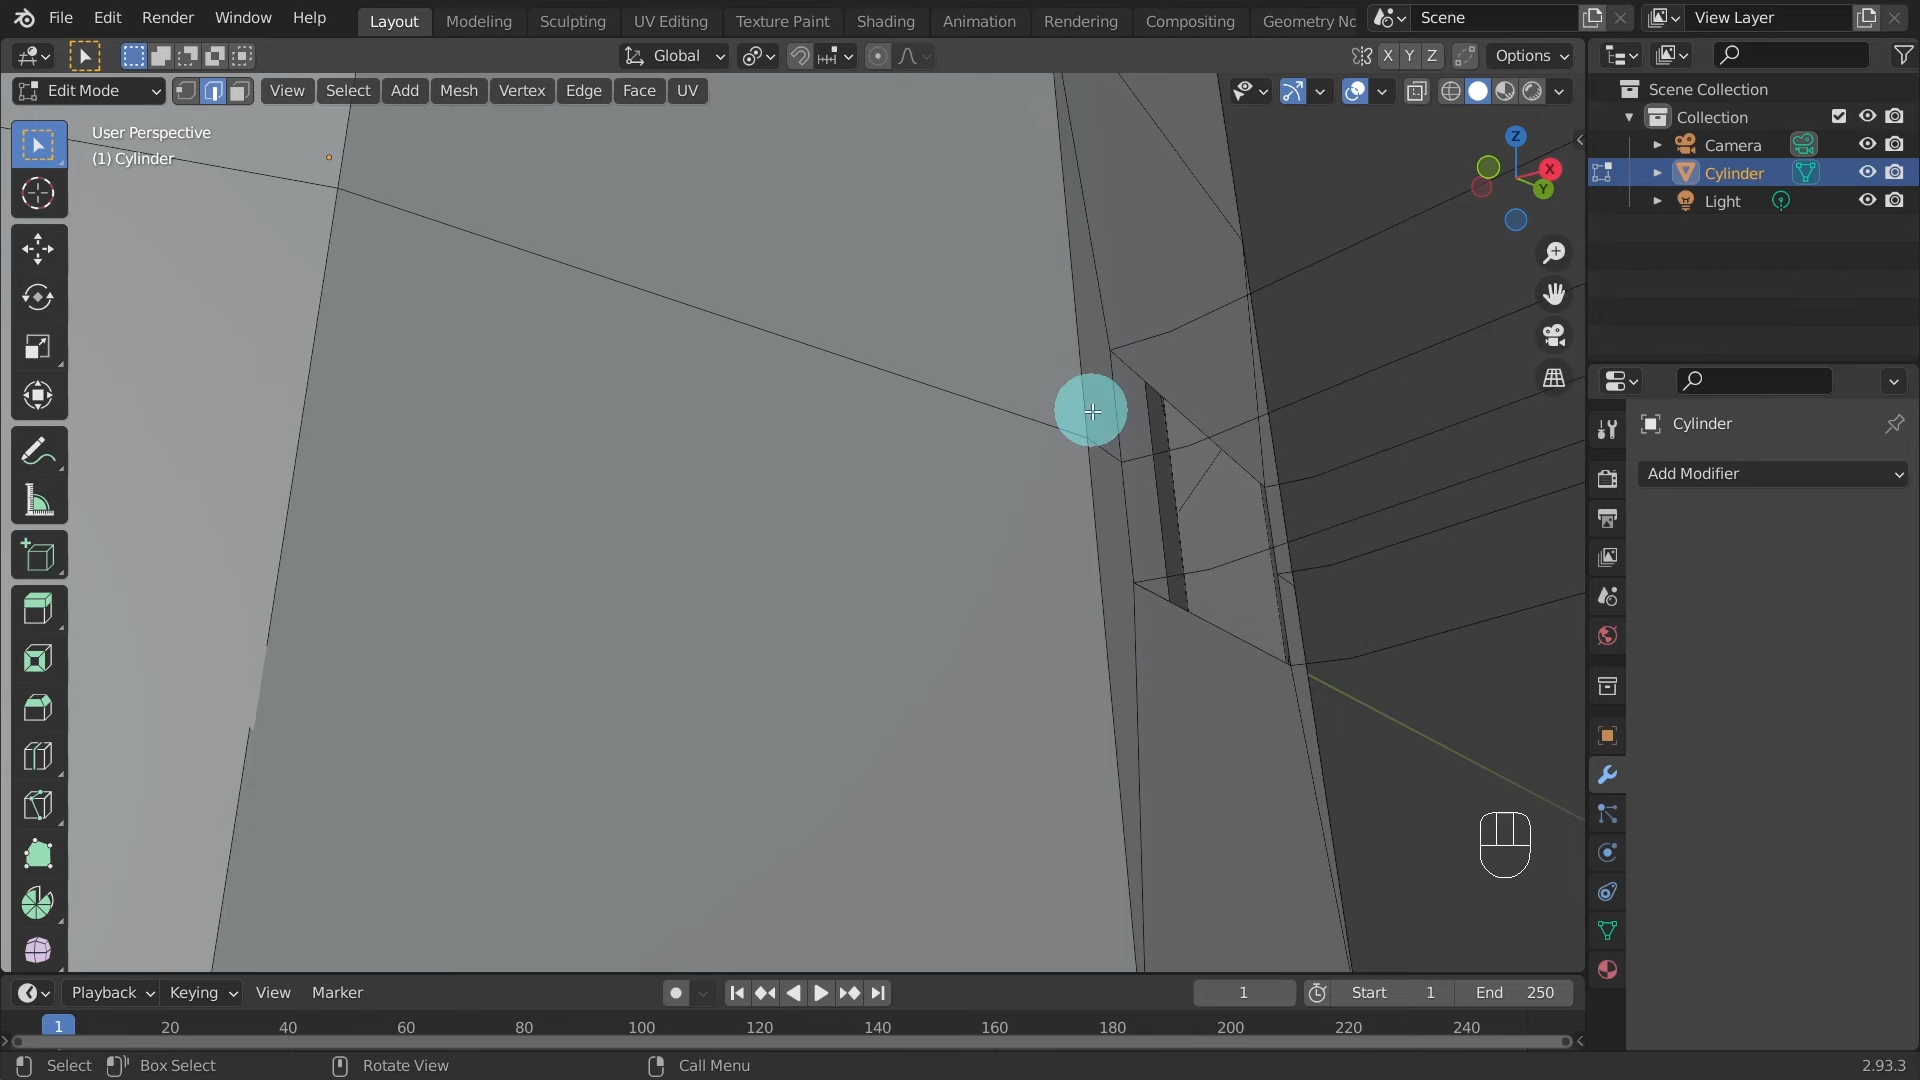 File Edit Render Window Help
Layout Modeling Sculpting UV Editing Texture Paint Shading Animation Rendering Compositing Geometry No
Scene
View Layer
Global
X Y Z
Options
Edit Mode
View Select Add Mesh Vertex Edge Face UV
User Perspective
(1) Cylinder
Z
X
Y
Scene Collection
Collection
Camera
Cylinder
Light
Cylinder
Add Modifier
Playback Keying View Marker
1
Start 1
End 250
1 20 40 60 80 100 120 140 160 180 200 220 240
Select Box Select Rotate View Call Menu
2.93.3